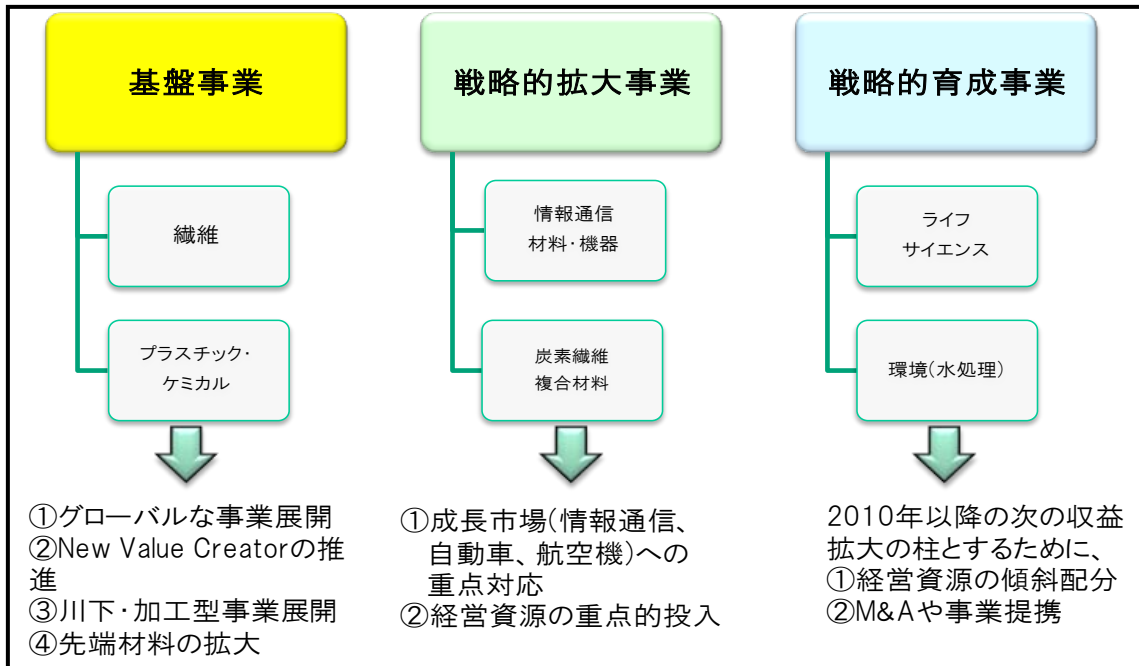 基盤事業
繊維
プラスチック・
ケミカル
①グローバルな事業展開
②New Value Creatorの推
進
③川下・加工型事業展開
④先端材料の拡大
戦略的拡大事業
情報通信
材料・機器
炭素繊維
複合材料
①成長市場(情報通信、
自動車、航空機)への
重点対応
②経営資源の重点的投入
戦略的育成事業
ライフ
サイエンス
環境(水処理)
2010年以降の次の収益
拡大の柱とするために、
①経営資源の傾斜配分
②M&Aや事業提携